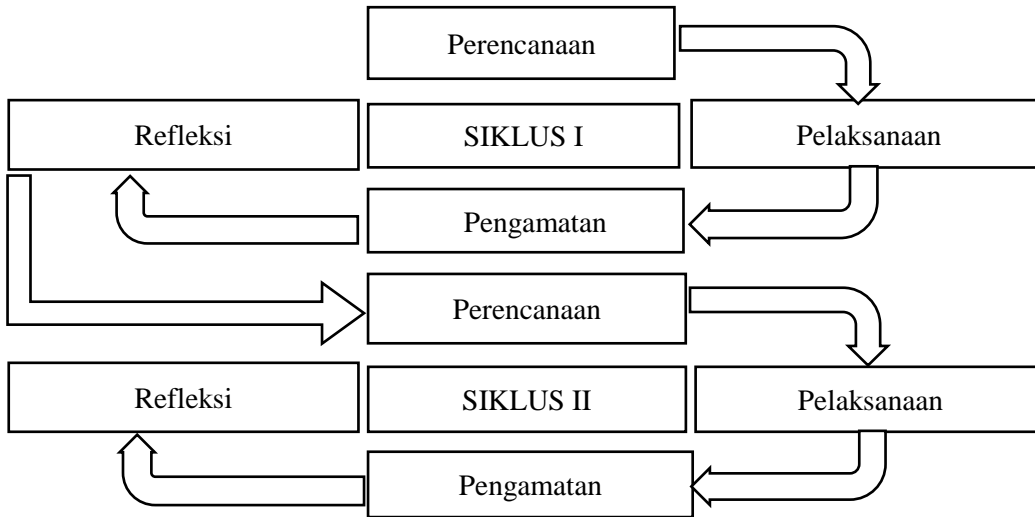 Perencanaan
Refleksi
SIKLUS I
Pelaksanaan
Pengamatan
Perencanaan
Refleksi
SIKLUS II
Pelaksanaan
Pengamatan